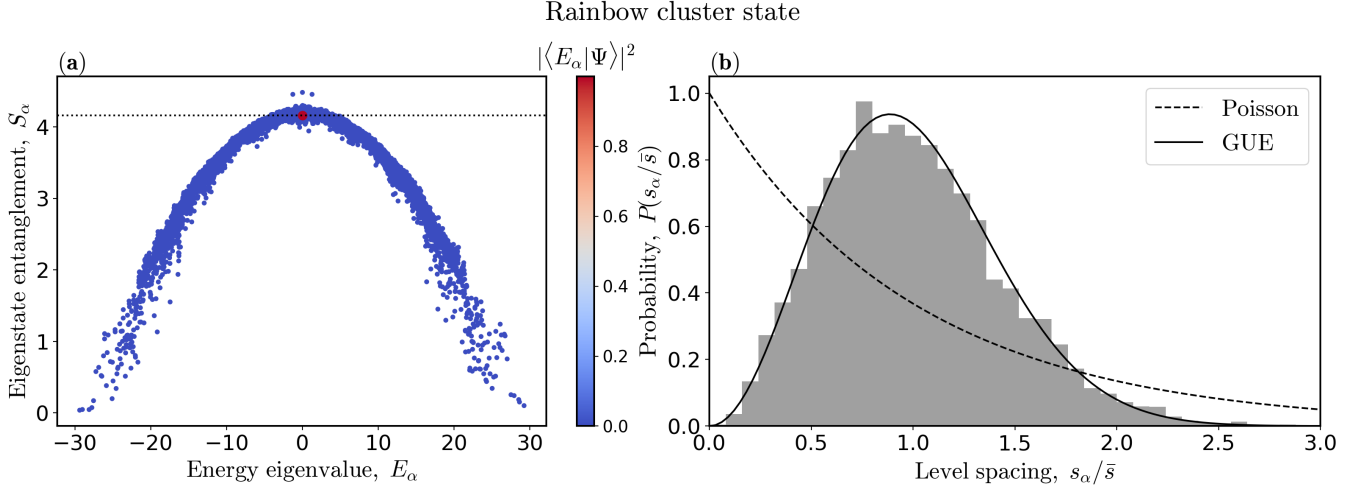 Rainbow cluster state
(a)
|⟨E_α|Ψ⟩|²
(b)
Eigenstate entanglement, S_α
4
3
2
1
0
−30 −20 −10 0 10 20 30
Energy eigenvalue, E_α
0.8
0.6
0.4
0.2
0.0
Probability, P(s_α/s̄)
1.0
0.8
0.6
0.4
0.2
0.0
Poisson
GUE
0.0 0.5 1.0 1.5 2.0 2.5 3.0
Level spacing, s_α/s̄